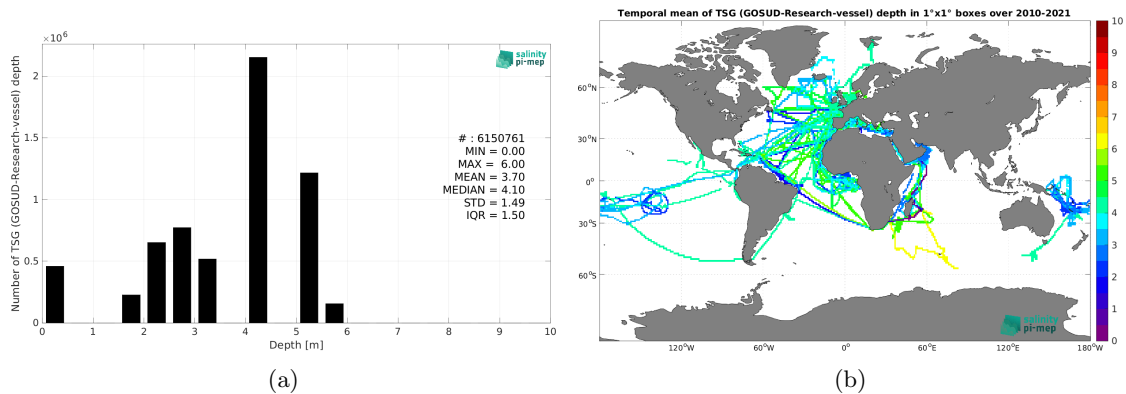 ×10⁶
Number of TSG (GOSUD-Research-vessel) depth
2
1.5
1
0.5
0
0 1 2 3 4 5 6 7 8 9 10
Depth [m]
salinity
pi-mep
# : 6150761
MIN = 0.00
MAX = 6.00
MEAN = 3.70
MEDIAN = 4.10
STD = 1.49
IQR = 1.50
(a)
Temporal mean of TSG (GOSUD-Research-vessel) depth in 1°x1° boxes over 2010-2021
60°N
30°N
0°
30°S
60°S
120°W 60°W 0° 60°E 120°E 180°W
salinity
pi-mep
10
9
8
7
6
5
4
3
2
1
0
(b)